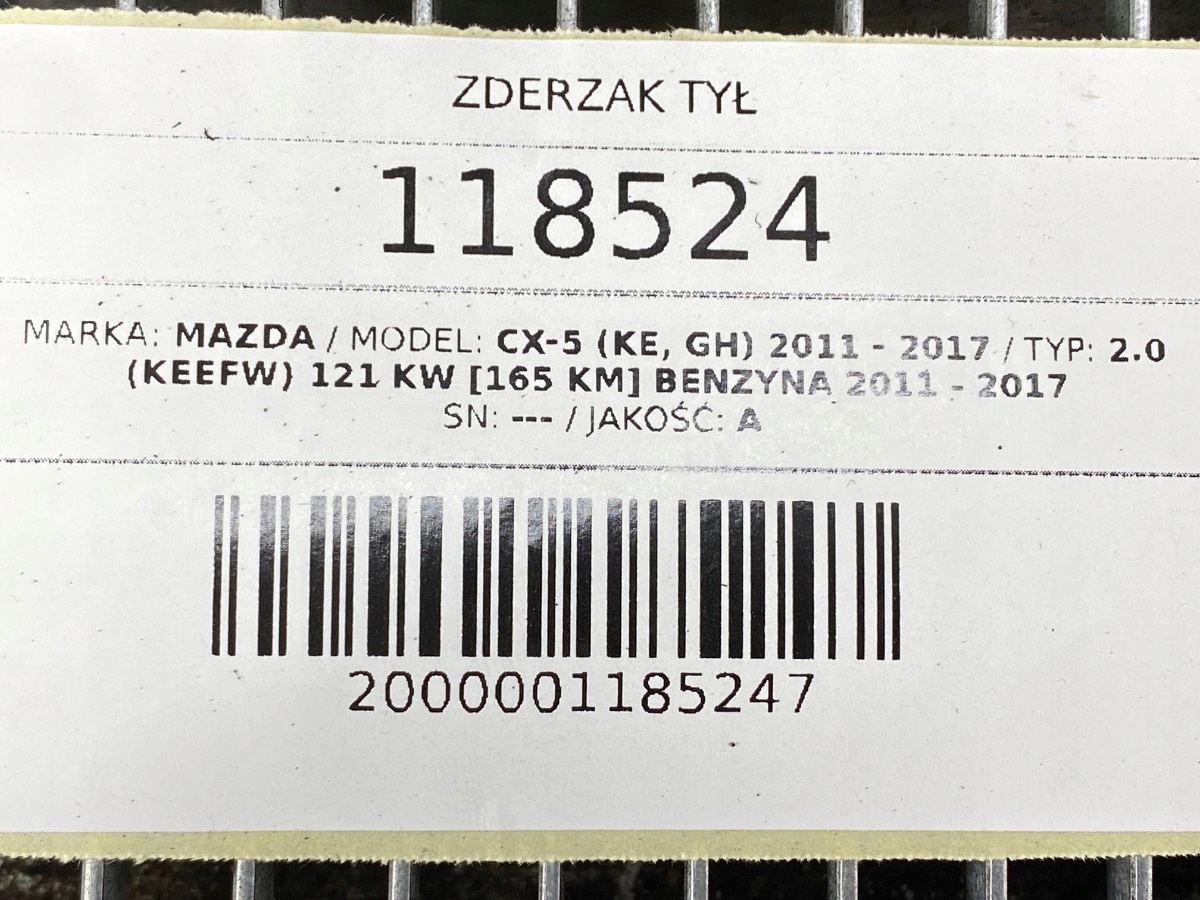 ZDERZAK TYŁ
118524
MARKA: MAZDA / MODEL: CX-5 (KE, GH) 2011 - 2017 / TYP: 2.0
(KEEFW) 121 KW [165 KM] BENZYNA 2011 - 2017
SN: --- / JAKOŚĆ: A
2000001185247